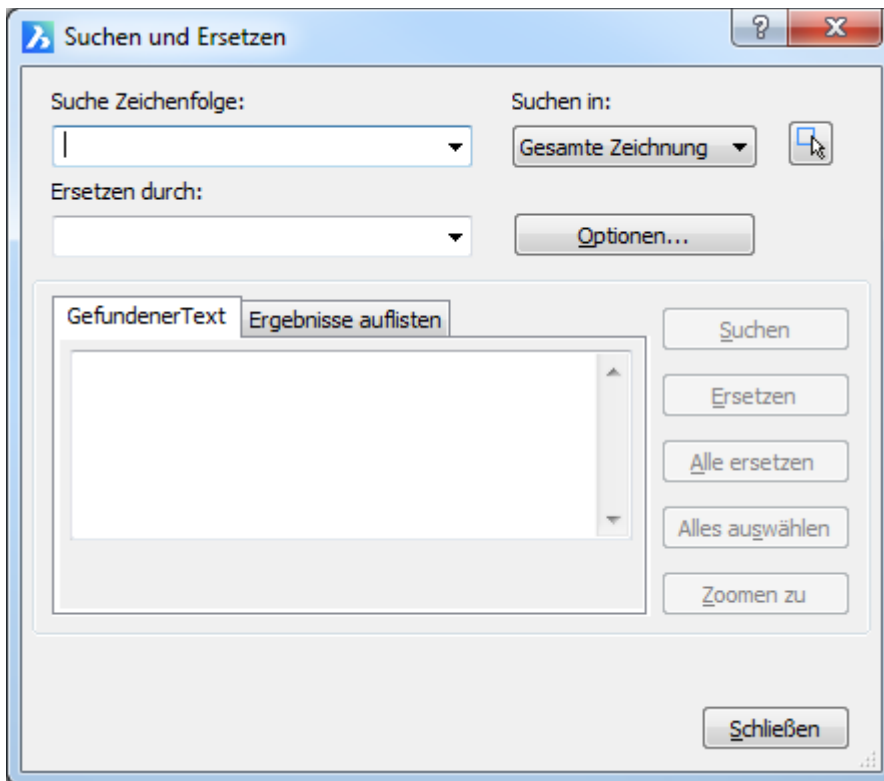 Suchen und Ersetzen
Suche Zeichenfolge:
Suchen in:
Gesamte Zeichnung
Ersetzen durch:
Optionen...
GefundenerText
Ergebnisse auflisten
Suchen
Ersetzen
Alle ersetzen
Alles auswählen
Zoomen zu
Schließen